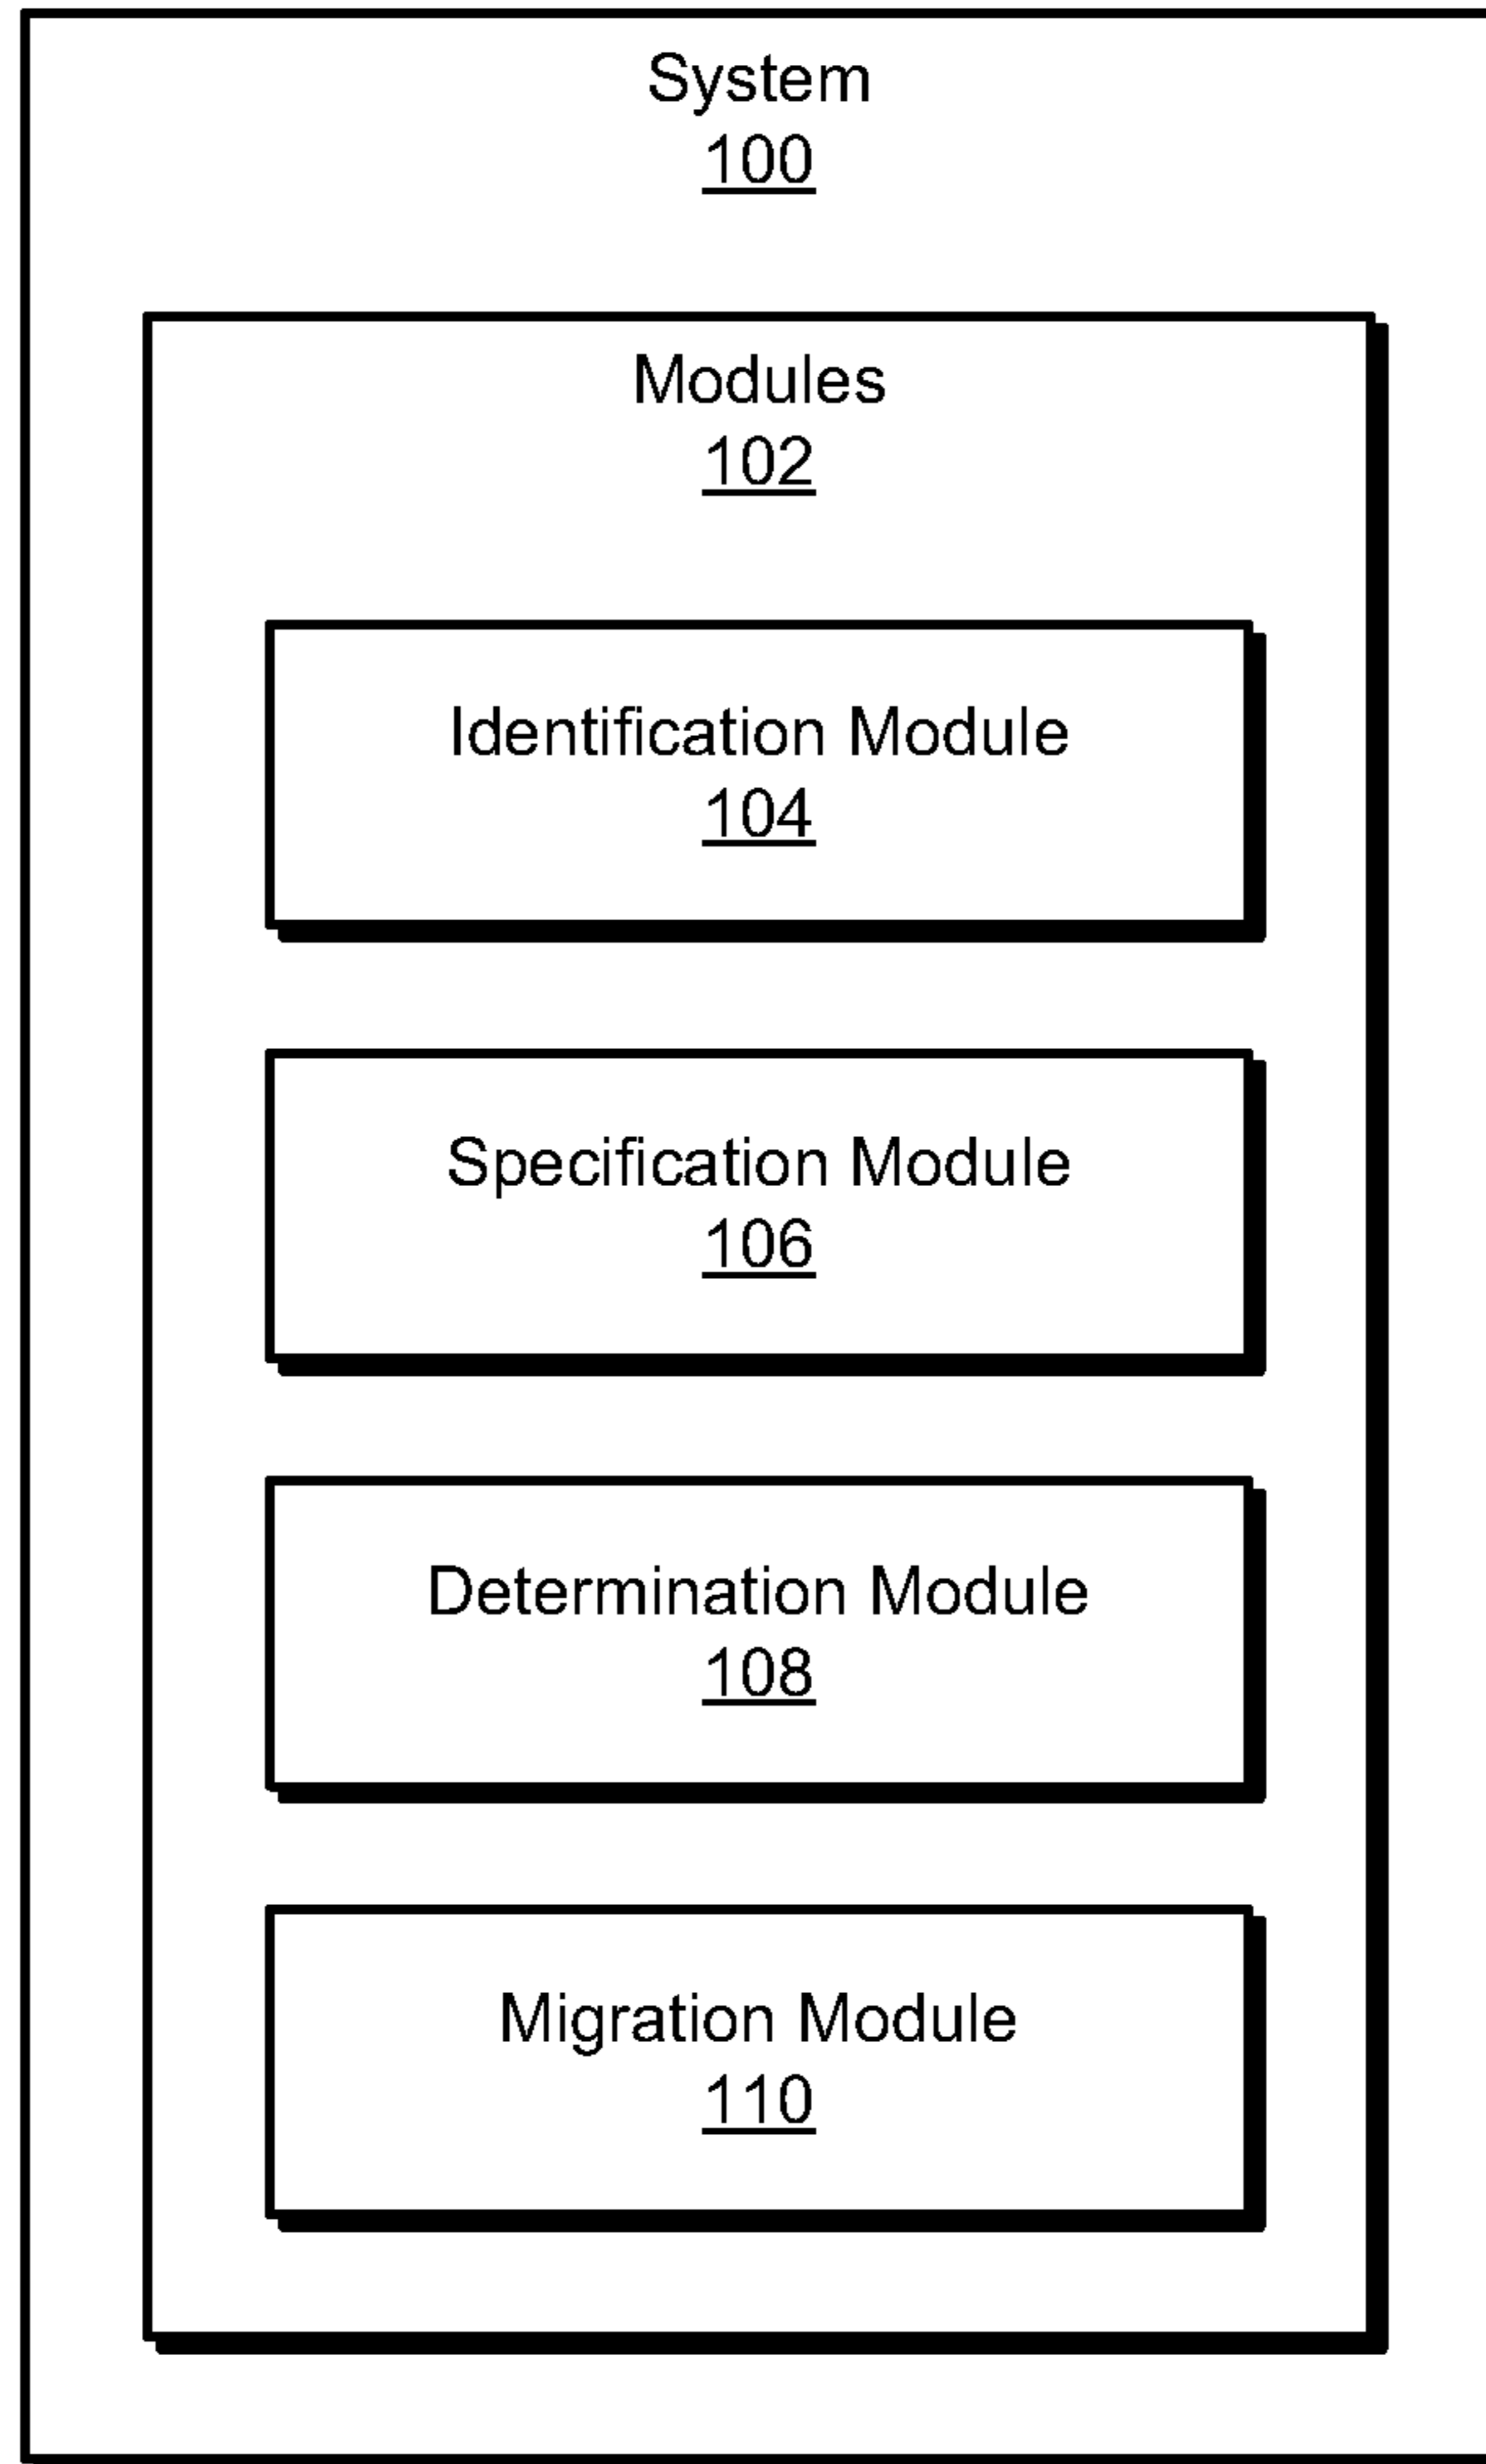 System
100
Modules
102
Identification Module
104
Specification Module
106
Determination Module
108
Migration Module
110